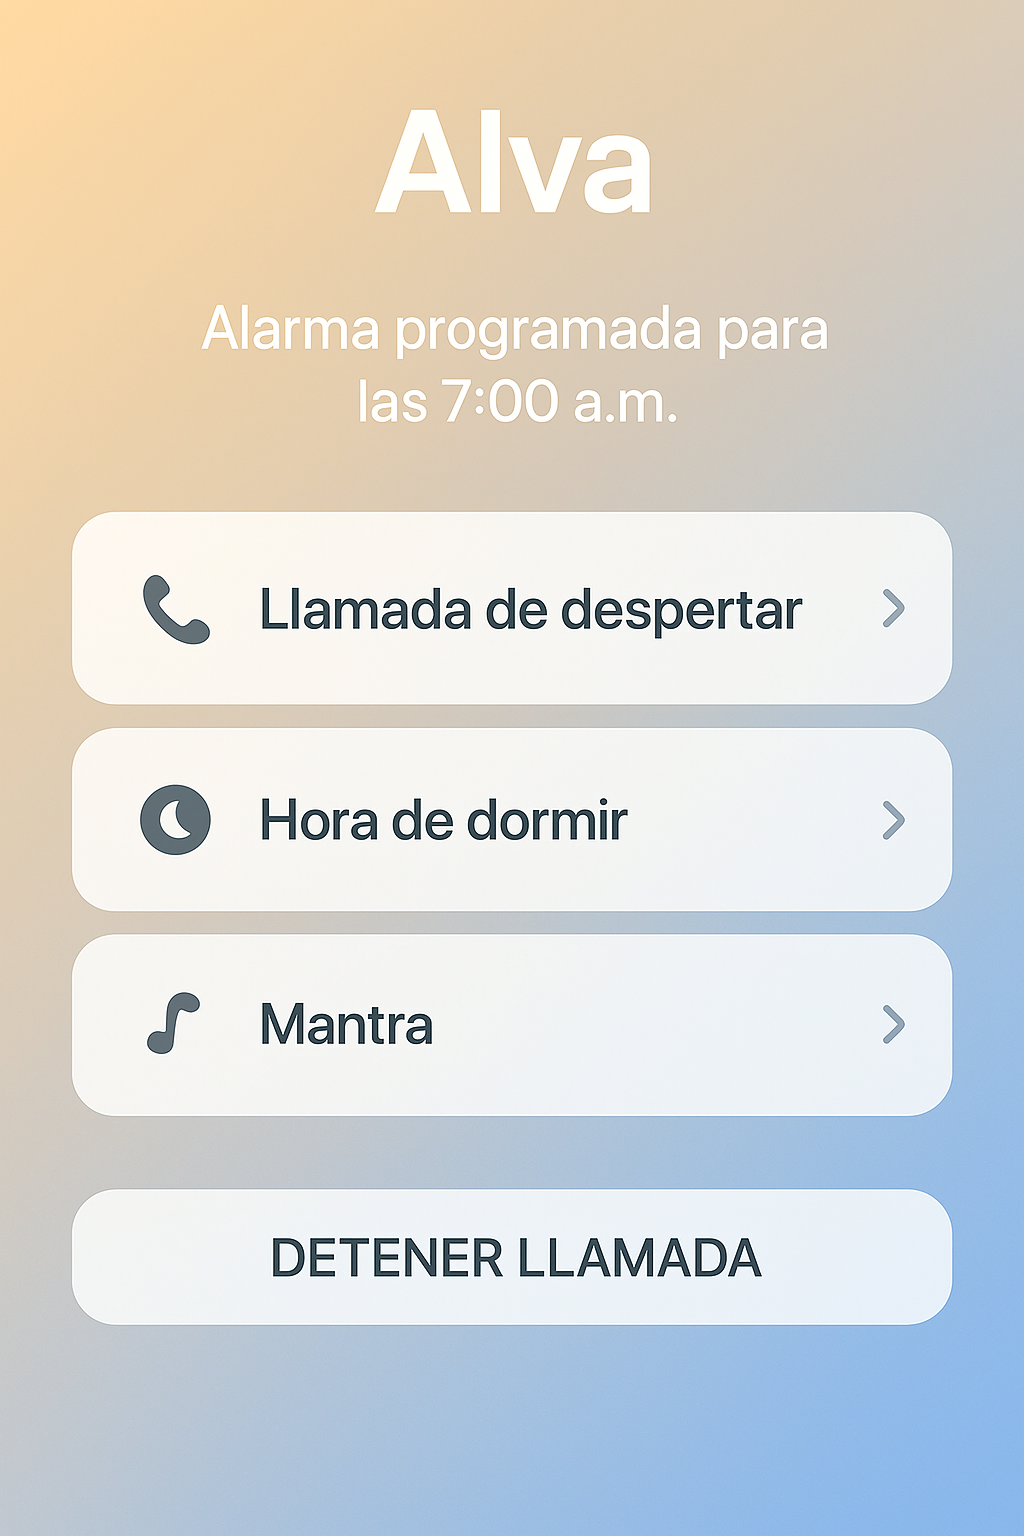 Alva
Alarma programada para
las 7:00 a.m.
Llamada de despertar
Hora de dormir
Mantra
DETENER LLAMADA